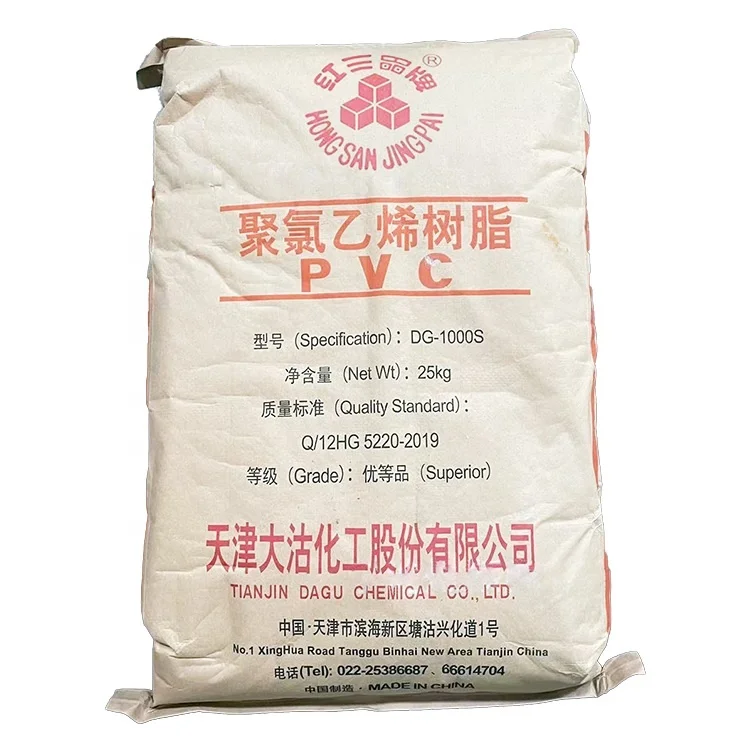 红三晶牌®
HONG SAN JING PAI
聚氯乙烯树脂
PVC
型号（Specification）：DG-1000S
净含量（Net Wt）：25kg
质量标准（Quality Standard）：
Q/12HG 5220-2019
等级（Grade）：优等品（Superior）
天津大沽化工股份有限公司
TIANJIN DAGU CHEMICAL CO., LTD.
中国·天津市滨海新区塘沽兴化道1号
No.1 XingHua Road Tanggu Binhai New Area Tianjin China
电话(Tel): 022-25386687、66614704
中国制造·MADE IN CHINA